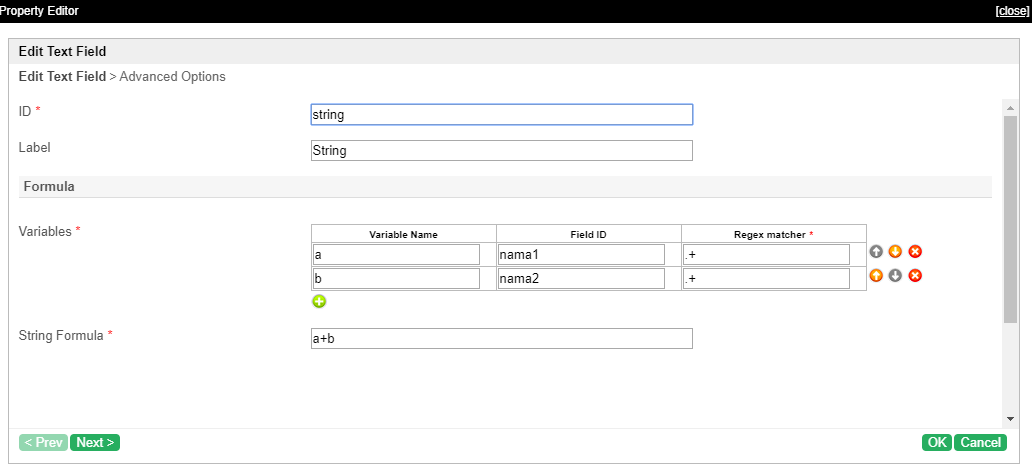 Property Editor [close]
Edit Text Field
Edit Text Field > Advanced Options
ID *
string
Label
String
Formula
Variables *
Variable Name Field ID Regex matcher *
a nama1 .+
b nama2 .+
String Formula *
a+b
< Prev Next > OK Cancel